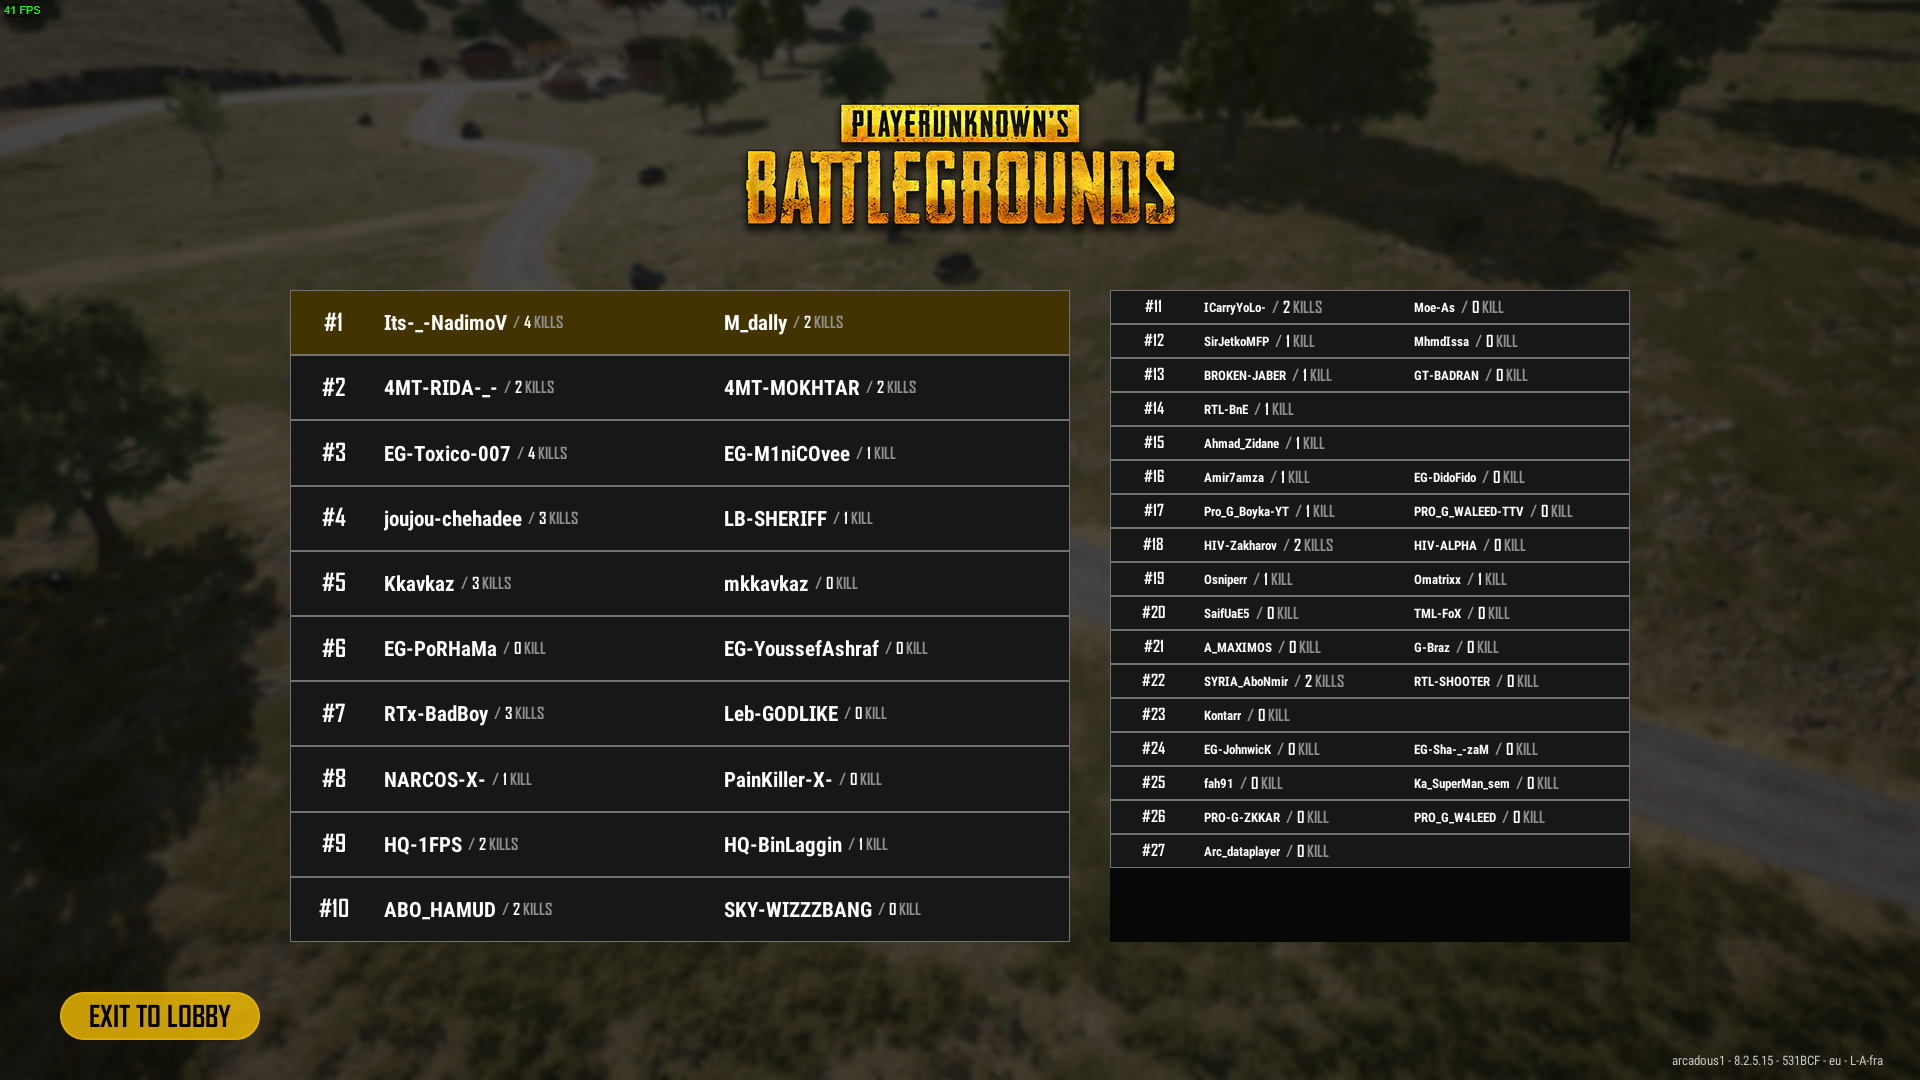 41 FPS
PLAYERUNKNOWN'S
BATTLEGROUNDS
#1 Its-_-NadimoV / 4 KILLS M_dally / 2 KILLS
#2 4MT-RIDA-_- / 2 KILLS 4MT-MOKHTAR / 2 KILLS
#3 EG-Toxico-007 / 4 KILLS EG-M1niCOvee / 1 KILL
#4 joujou-chehadee / 3 KILLS LB-SHERIFF / 1 KILL
#5 Kkavkaz / 3 KILLS mkkavkaz / 0 KILL
#6 EG-PoRHaMa / 0 KILL EG-YoussefAshraf / 0 KILL
#7 RTx-BadBoy / 3 KILLS Leb-GODLIKE / 0 KILL
#8 NARCOS-X- / 1 KILL PainKiller-X- / 0 KILL
#9 HQ-1FPS / 2 KILLS HQ-BinLaggin / 1 KILL
#10 ABO_HAMUD / 2 KILLS SKY-WIZZZBANG / 0 KILL
#11 ICarryYoLo- / 2 KILLS Moe-As / 0 KILL
#12 SirJetkoMFP / 1 KILL MhmdIssa / 0 KILL
#13 BROKEN-JABER / 1 KILL GT-BADRAN / 0 KILL
#14 RTL-BnE / 1 KILL
#15 Ahmad_Zidane / 1 KILL
#16 Amir7amza / 1 KILL EG-DidoFido / 0 KILL
#17 Pro_G_Boyka-YT / 1 KILL PRO_G_WALEED-TTV / 0 KILL
#18 HIV-Zakharov / 2 KILLS HIV-ALPHA / 0 KILL
#19 Osniperr / 1 KILL Omatrixx / 1 KILL
#20 SaifUaE5 / 0 KILL TML-FoX / 0 KILL
#21 A_MAXIMOS / 0 KILL G-Braz / 0 KILL
#22 SYRIA_AboNmir / 2 KILLS RTL-SHOOTER / 0 KILL
#23 Kontarr / 0 KILL
#24 EG-JohnwicK / 0 KILL EG-Sha-_-zaM / 0 KILL
#25 fah91 / 0 KILL Ka_SuperMan_sem / 0 KILL
#26 PRO-G-ZKKAR / 0 KILL PRO_G_W4LEED / 0 KILL
#27 Arc_dataplayer / 0 KILL
EXIT TO LOBBY
arcadous1 - 8.2.5.15 - 531BCF - eu - L-A-fra